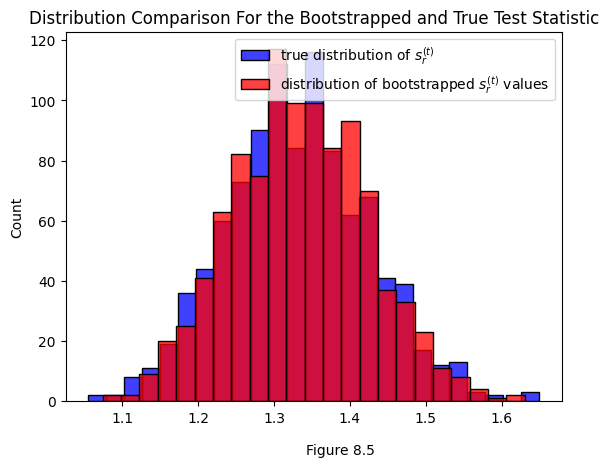 Distribution Comparison For the Bootstrapped and True Test Statistic
true distribution of $s_r^{(t)}$
distribution of bootstrapped $s_r^{(t)}$ values
120
100
80
60
40
20
0
Count
1.1 1.2 1.3 1.4 1.5 1.6
Figure 8.5